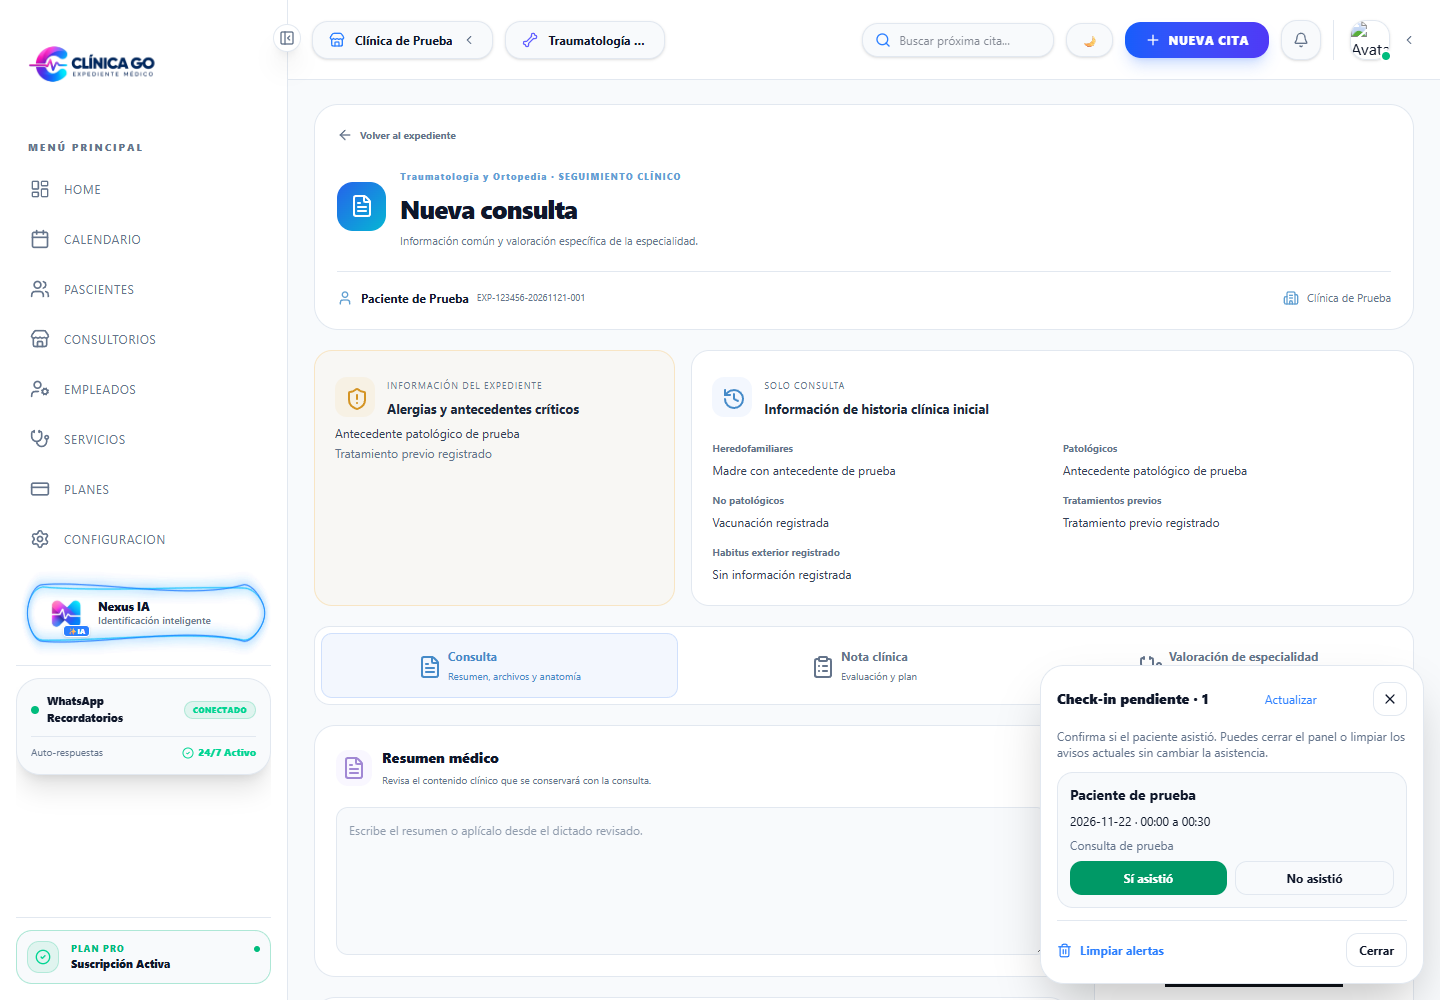 CLÍNICA GO
EXPEDIENTE MÉDICO
MENÚ PRINCIPAL
HOME
CALENDARIO
PASCIENTES
CONSULTORIOS
EMPLEADOS
SERVICIOS
PLANES
CONFIGURACION
IA
Nexus IA
Identificación inteligente
WhatsApp
Recordatorios
CONECTADO
Auto-respuestas
24/7 Activo
PLAN PRO
Suscripción Activa
Clínica de Prueba
Traumatología ...
Buscar próxima cita...
NUEVA CITA
Avata
Volver al expediente
Traumatología y Ortopedia · SEGUIMIENTO CLÍNICO
Nueva consulta
Información común y valoración específica de la especialidad.
Paciente de Prueba EXP-123456-20261121-001
Clínica de Prueba
INFORMACIÓN DEL EXPEDIENTE
Alergias y antecedentes críticos
Antecedente patológico de prueba
Tratamiento previo registrado
SOLO CONSULTA
Información de historia clínica inicial
Heredofamiliares
Madre con antecedente de prueba
Patológicos
Antecedente patológico de prueba
No patológicos
Vacunación registrada
Tratamientos previos
Tratamiento previo registrado
Habitus exterior registrado
Sin información registrada
Consulta
Resumen, archivos y anatomía
Nota clínica
Evaluación y plan
Valoración de especialidad
Resumen médico
Revisa el contenido clínico que se conservará con la consulta.
Escribe el resumen o aplícalo desde el dictado revisado.
Check-in pendiente · 1
Actualizar
Confirma si el paciente asistió. Puedes cerrar el panel o limpiar los
avisos actuales sin cambiar la asistencia.
Paciente de prueba
2026-11-22 · 00:00 a 00:30
Consulta de prueba
Sí asistió
No asistió
Limpiar alertas
Cerrar